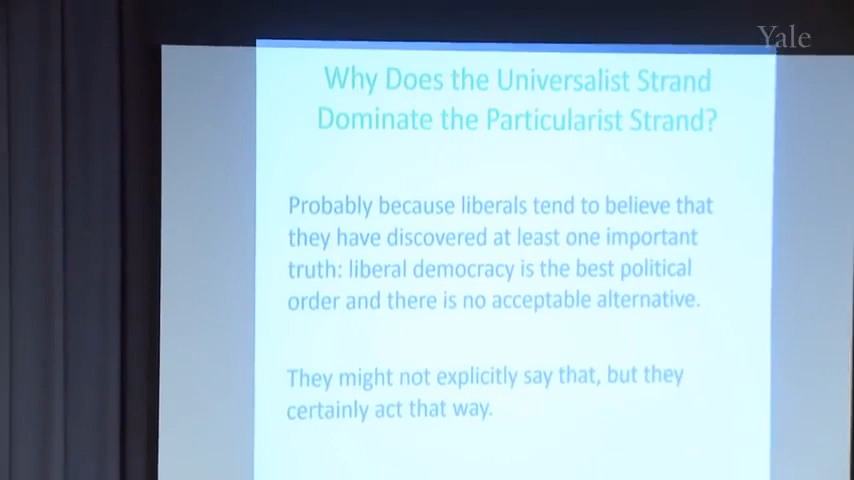 Yale
Why Does the Universalist Strand
Dominate the Particularist Strand?
Probably because liberals tend to believe that
they have discovered at least one important
truth: liberal democracy is the best political
order and there is no acceptable alternative.
They might not explicitly say that, but they
certainly act that way.